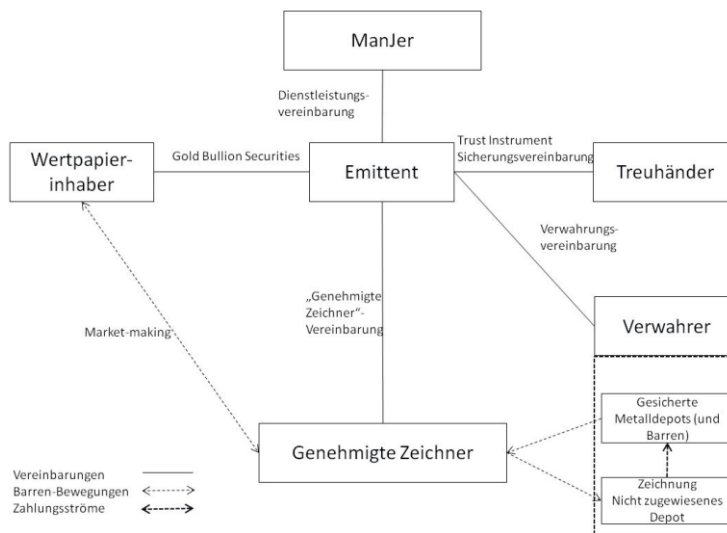 ManJer
Dienstleistungs-
vereinbarung
Wertpapier-
inhaber
Gold Bullion Securities
Emittent
Trust Instrument
Sicherungsvereinbarung
Treuhänder
Verwahrungs-
vereinbarung
„Genehmigte
Zeichner“-
Vereinbarung
Market-making
Verwahrer
Gesicherte
Metalldepots (und
Barren)
Genehmigte Zeichner
Zeichnung
Nicht zugewiesenes
Depot
Vereinbarungen
Barren-Bewegungen
Zahlungsströme